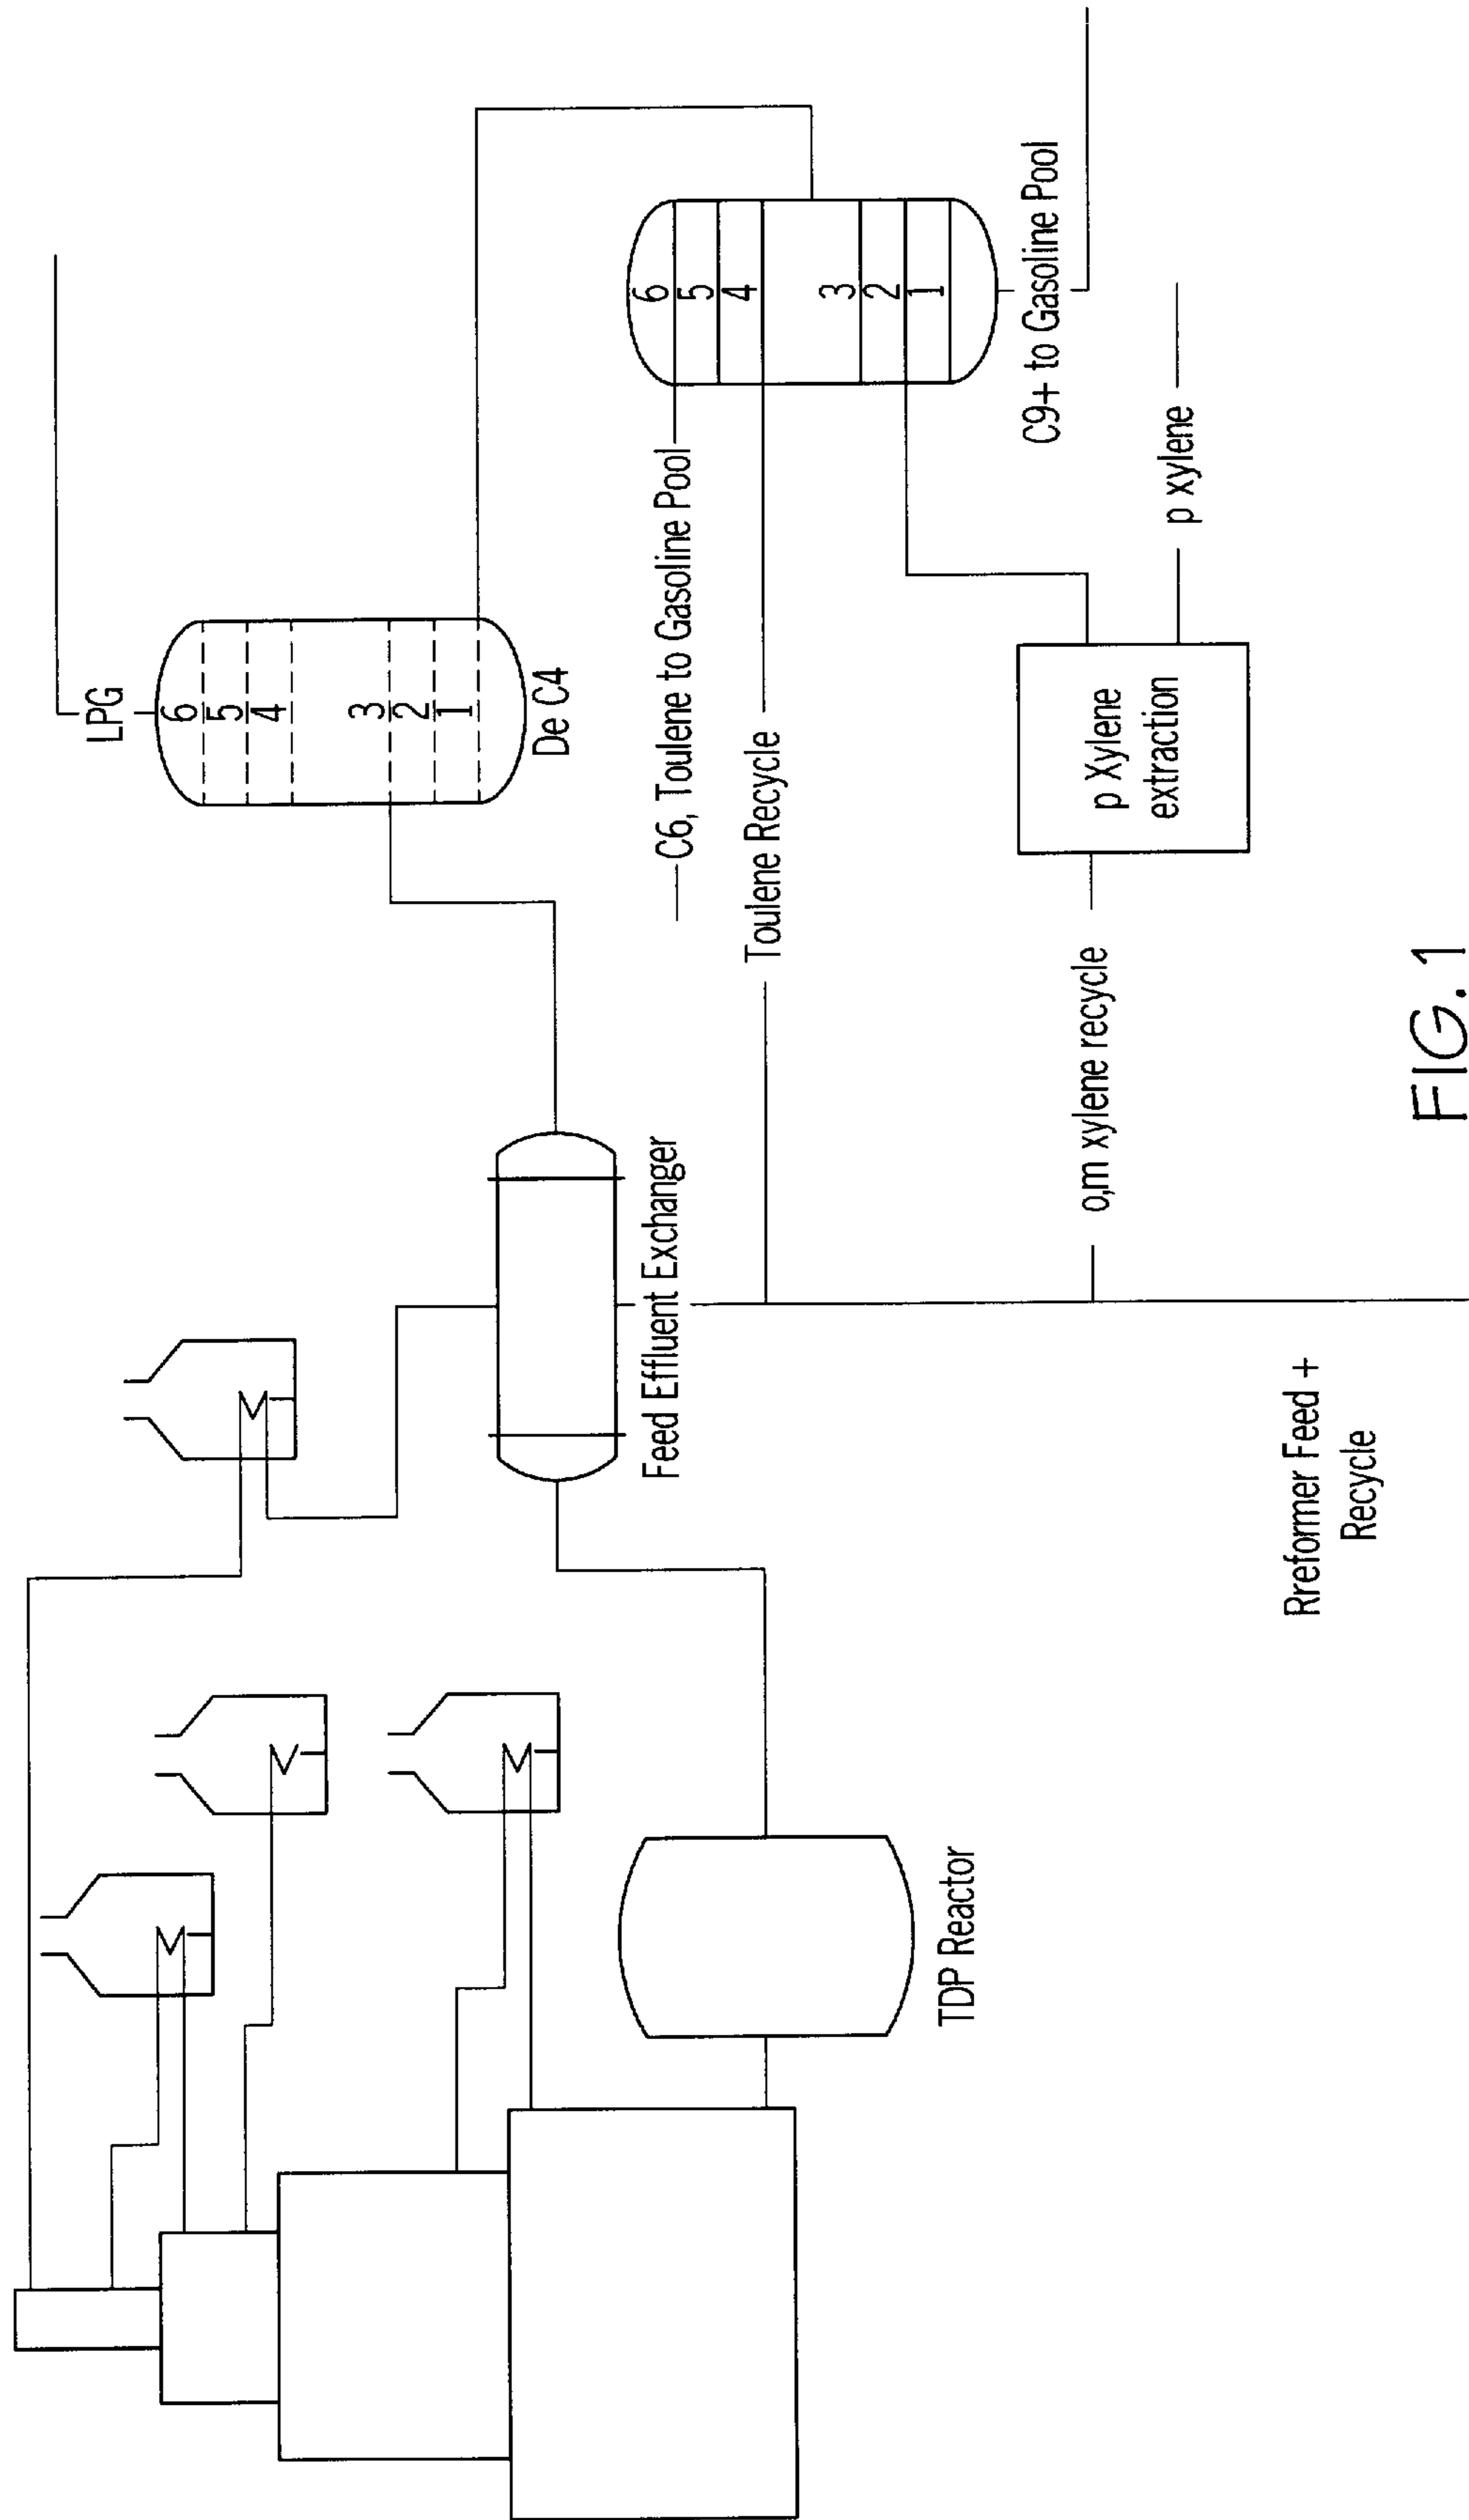 LPG
6
5
4
3
2
1
De C4
6
5
4
3
2
1
C6, Toulene to Gasoline Pool
Toulene Recycle
C9+ to Gasoline Pool
p xylene
p Xylene
extraction
o,m xylene recycle
Feed Effluent Exchanger
TDP Reactor
Rreformer Feed +
Recycle
FIG. 1